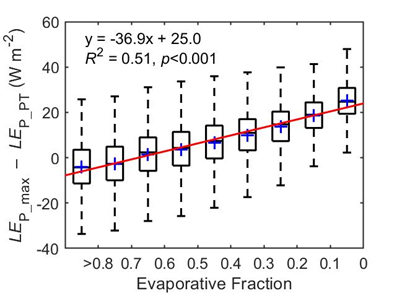 60
40
20
0
-20
-40
LE_P_max − LE_P_PT (W m⁻²)
y = -36.9x + 25.0
R² = 0.51, p<0.001
>0.8 0.7 0.6 0.5 0.4 0.3 0.2 0.1 0
Evaporative Fraction